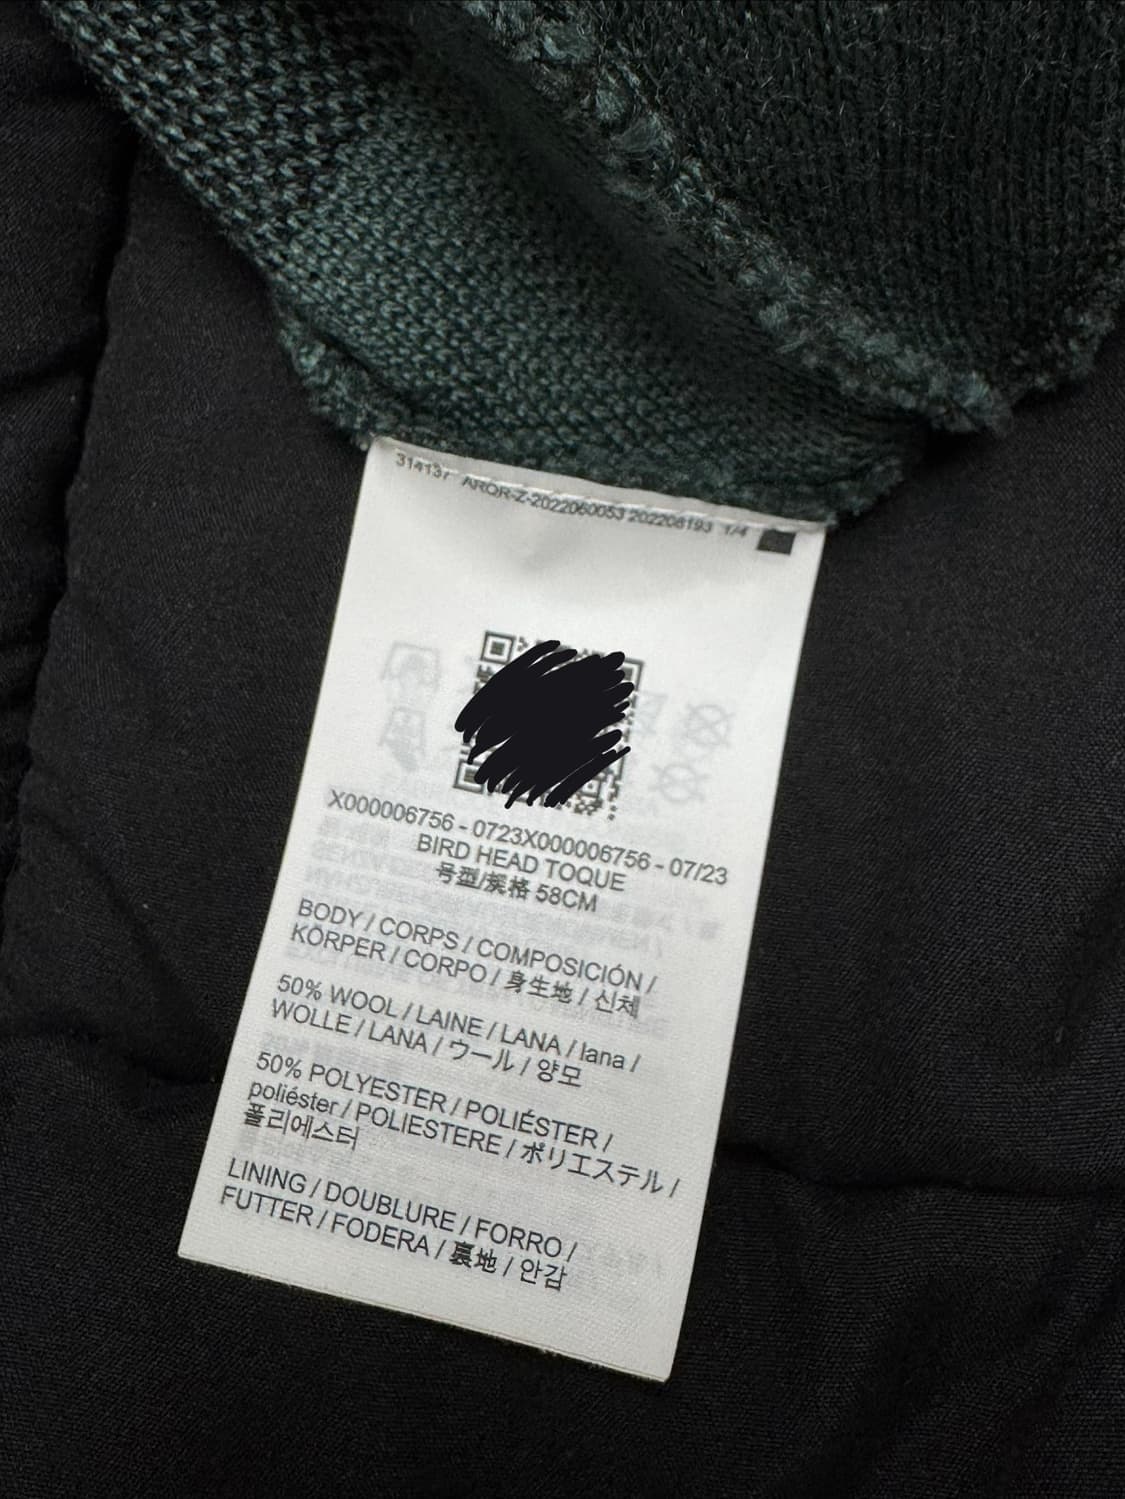 314137 ARQR-Z-2022060053 202208193 1/4
X000006756 - 0723X000006756 - 07/23
BIRD HEAD TOQUE
号型/规格 58CM
BODY / CORPS / COMPOSICIÓN /
KÖRPER / CORPO / 身生地 / 신체
50% WOOL / LAINE / LANA / lana /
WOLLE / LANA / ウール / 양모
50% POLYESTER / POLIÉSTER /
poliéster / POLIESTERE / ポリエステル /
폴리에스터
LINING / DOUBLURE / FORRO /
FUTTER / FODERA / 裏地 / 안감